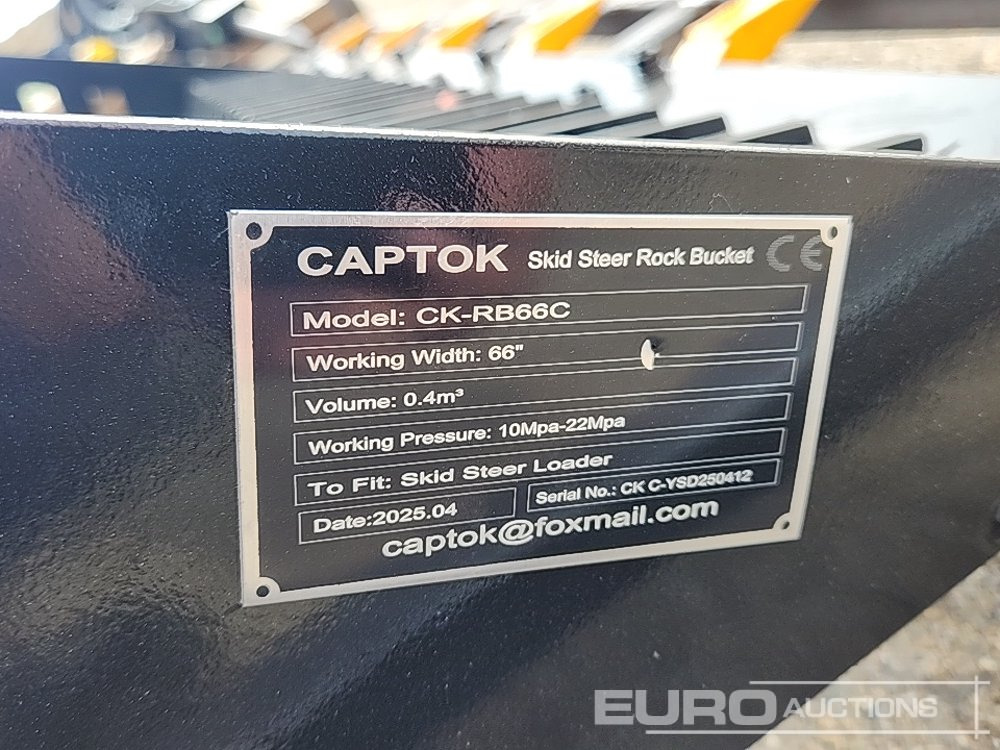 CAPTOK Skid Steer Rock Bucket CE
Model: CK-RB66C
Working Width: 66"
Volume: 0.4m³
Working Pressure: 10Mpa-22Mpa
To Fit: Skid Steer Loader
Date:2025.04 Serial No.: CK C-YSD250412
captok@foxmail.com
EURO AUCTIONS